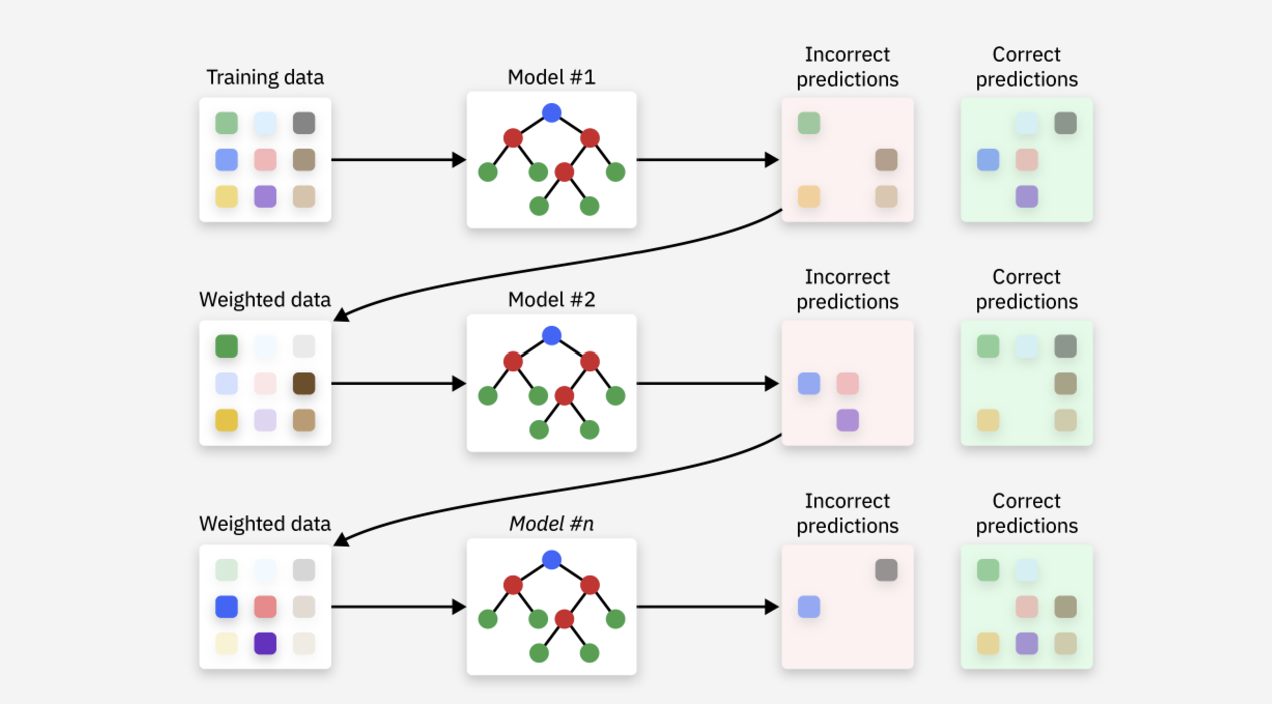 Training data
Model #1
Incorrect
predictions
Correct
predictions
Weighted data
Model #2
Incorrect
predictions
Correct
predictions
Weighted data
Model #n
Incorrect
predictions
Correct
predictions